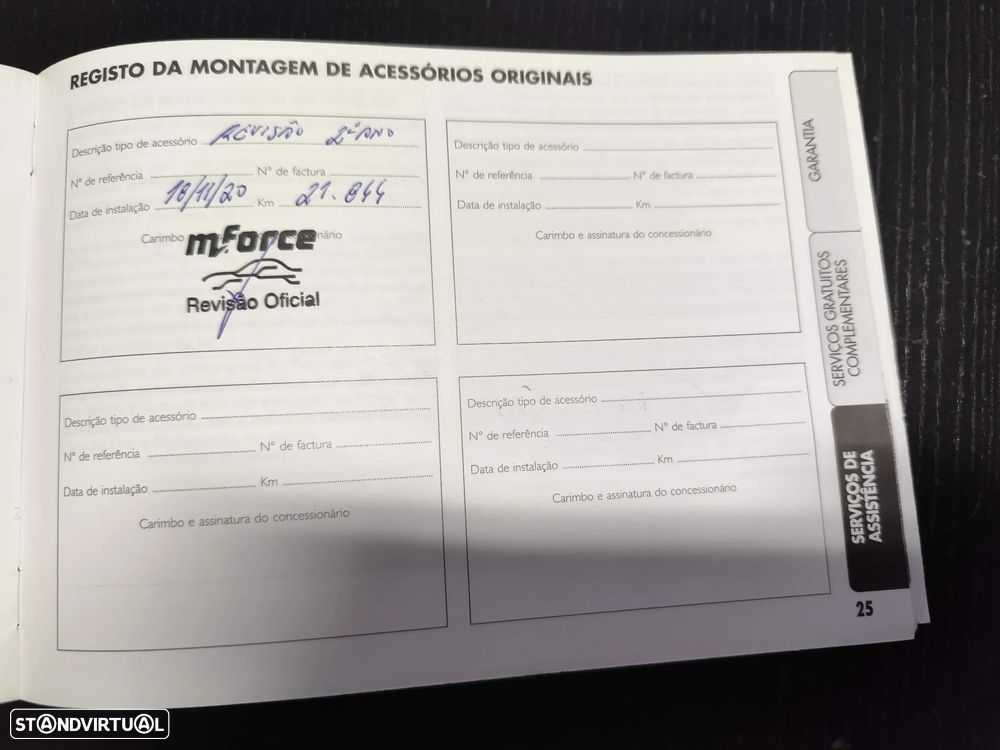 REGISTO DA MONTAGEM DE ACESSÓRIOS ORIGINAIS
Descrição tipo de acessório REVISÃO 2º ANO
Nº de referência Nº de factura
Data de instalação 18/11/20 Km 21.844
Carimbo nário
mForce
Revisão Oficial
Descrição tipo de acessório
Nº de referência Nº de factura
Data de instalação Km
Carimbo e assinatura do concessionário
Descrição tipo de acessório
Nº de referência Nº de factura
Data de instalação Km
Carimbo e assinatura do concessionário
Descrição tipo de acessório
Nº de referência Nº de factura
Data de instalação Km
Carimbo e assinatura do concessionário
GARANTIA
SERVIÇOS GRATUITOS
COMPLEMENTARES
SERVIÇOS DE
ASSISTÊNCIA
25
STANDVIRTUAL